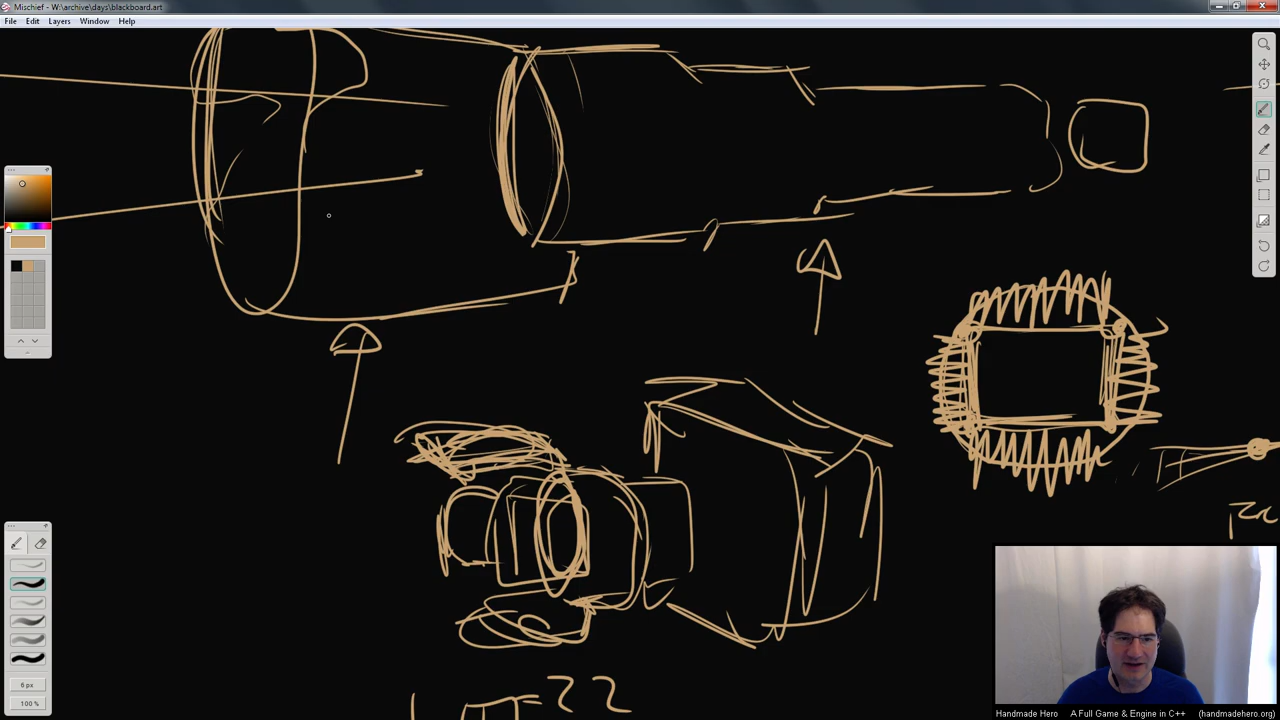 Mischief - W:\archive\days\blackboard.art
File Edit Layers Window Help
6 px
100 %
22
Handmade Hero A Full Game & Engine in C++ (handmadehero.org)